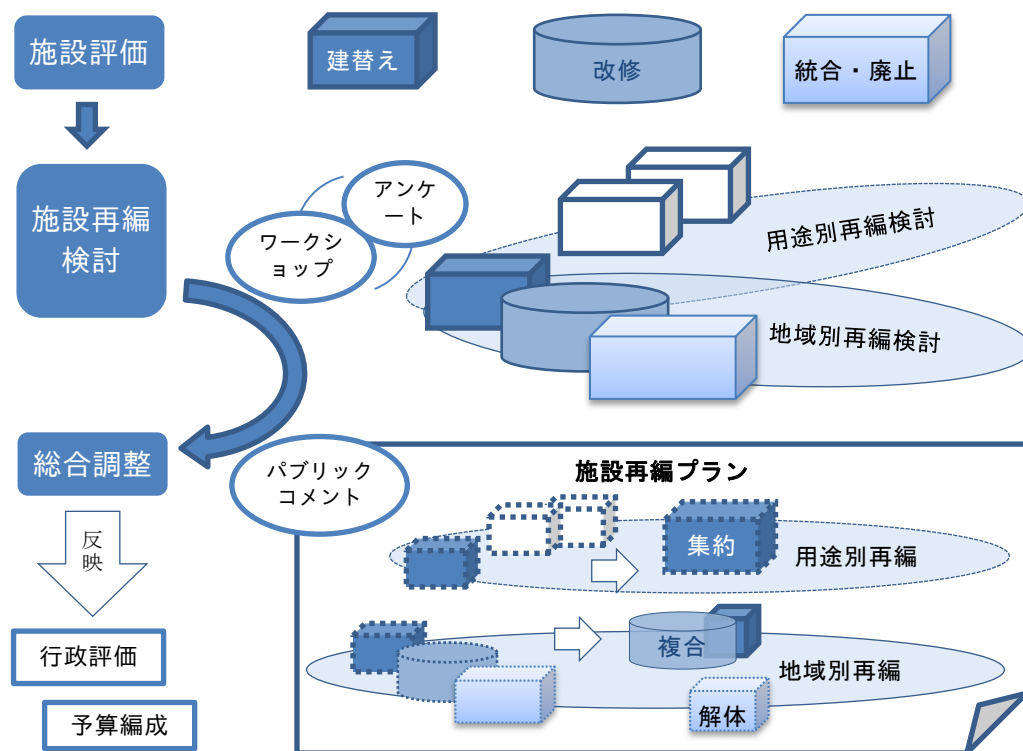 施設評価
建替え
改修
統合・廃止
施設再編
検討
アンケ
ート
ワークシ
ョップ
用途別再編検討
地域別再編検討
総合調整
パブリック
コメント
施設再編プラン
集約
用途別再編
反映
複合
地域別再編
解体
行政評価
予算編成